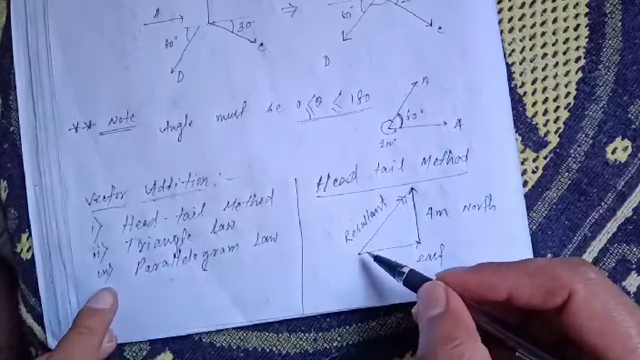 A
60°
30°
C
D
⇒
60°
C
D
** Note Angle must be 0 ≤ θ ≤ 180
B
60°
A
300°
Vector Addition :-
i) Head-tail Method
ii) Triangle law
iii) Parallelogram Law
Head tail Method
Resultant
4m North